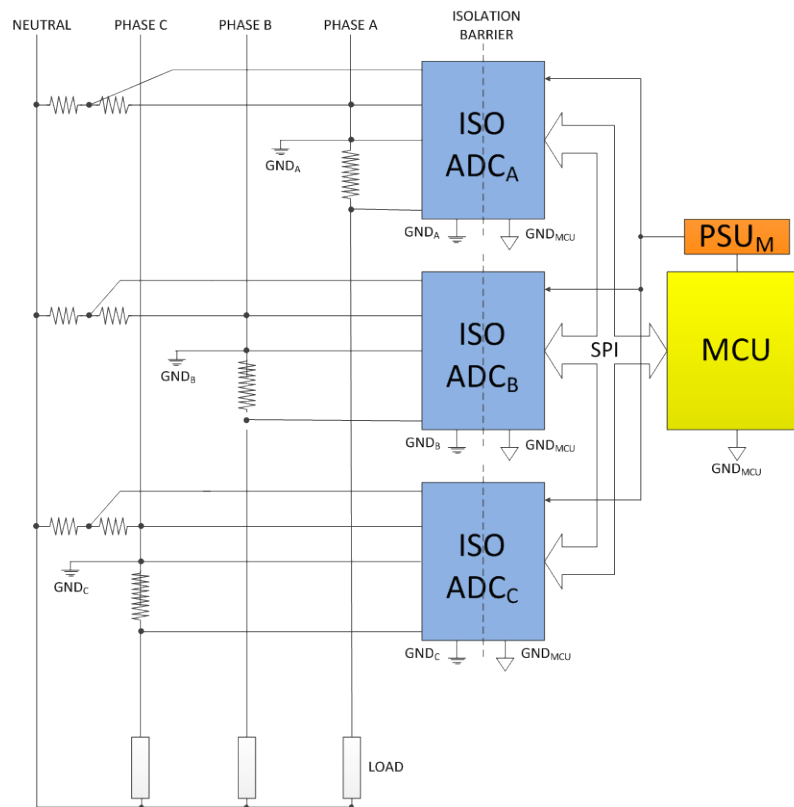 NEUTRAL PHASE C PHASE B PHASE A
ISOLATION
BARRIER
ISO
ADCA
GNDA
GNDA
GNDMCU
PSUM
ISO
ADCB
SPI
MCU
GNDB
GNDB
GNDMCU
GNDMCU
ISO
ADCC
GNDC
GNDC
GNDMCU
LOAD